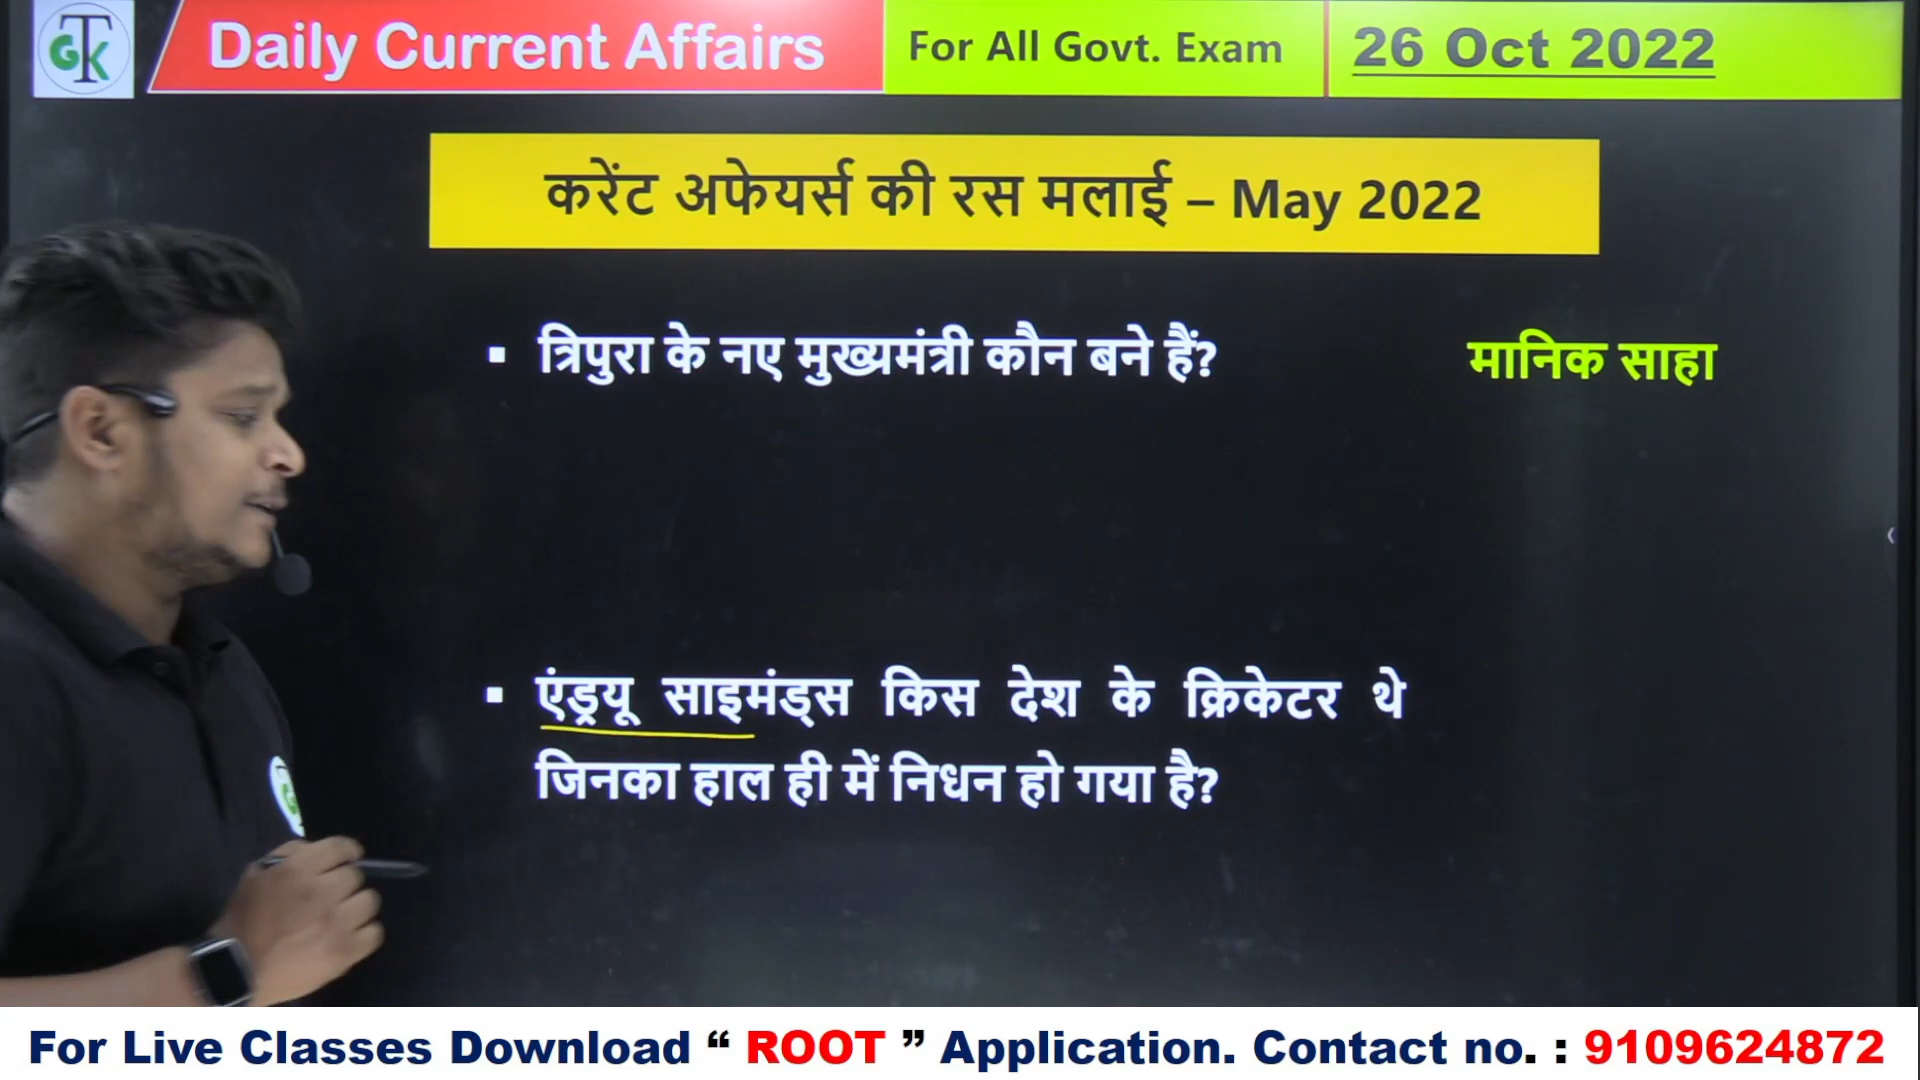 GTK
Daily Current Affairs
For All Govt. Exam
26 Oct 2022
करेंट अफेयर्स की रस मलाई – May 2022
▪ त्रिपुरा के नए मुख्यमंत्री कौन बने हैं?
मानिक साहा
▪ एंड्रयू साइमंड्स किस देश के क्रिकेटर थे
जिनका हाल ही में निधन हो गया है?
For Live Classes Download “ ROOT ” Application. Contact no. : 9109624872